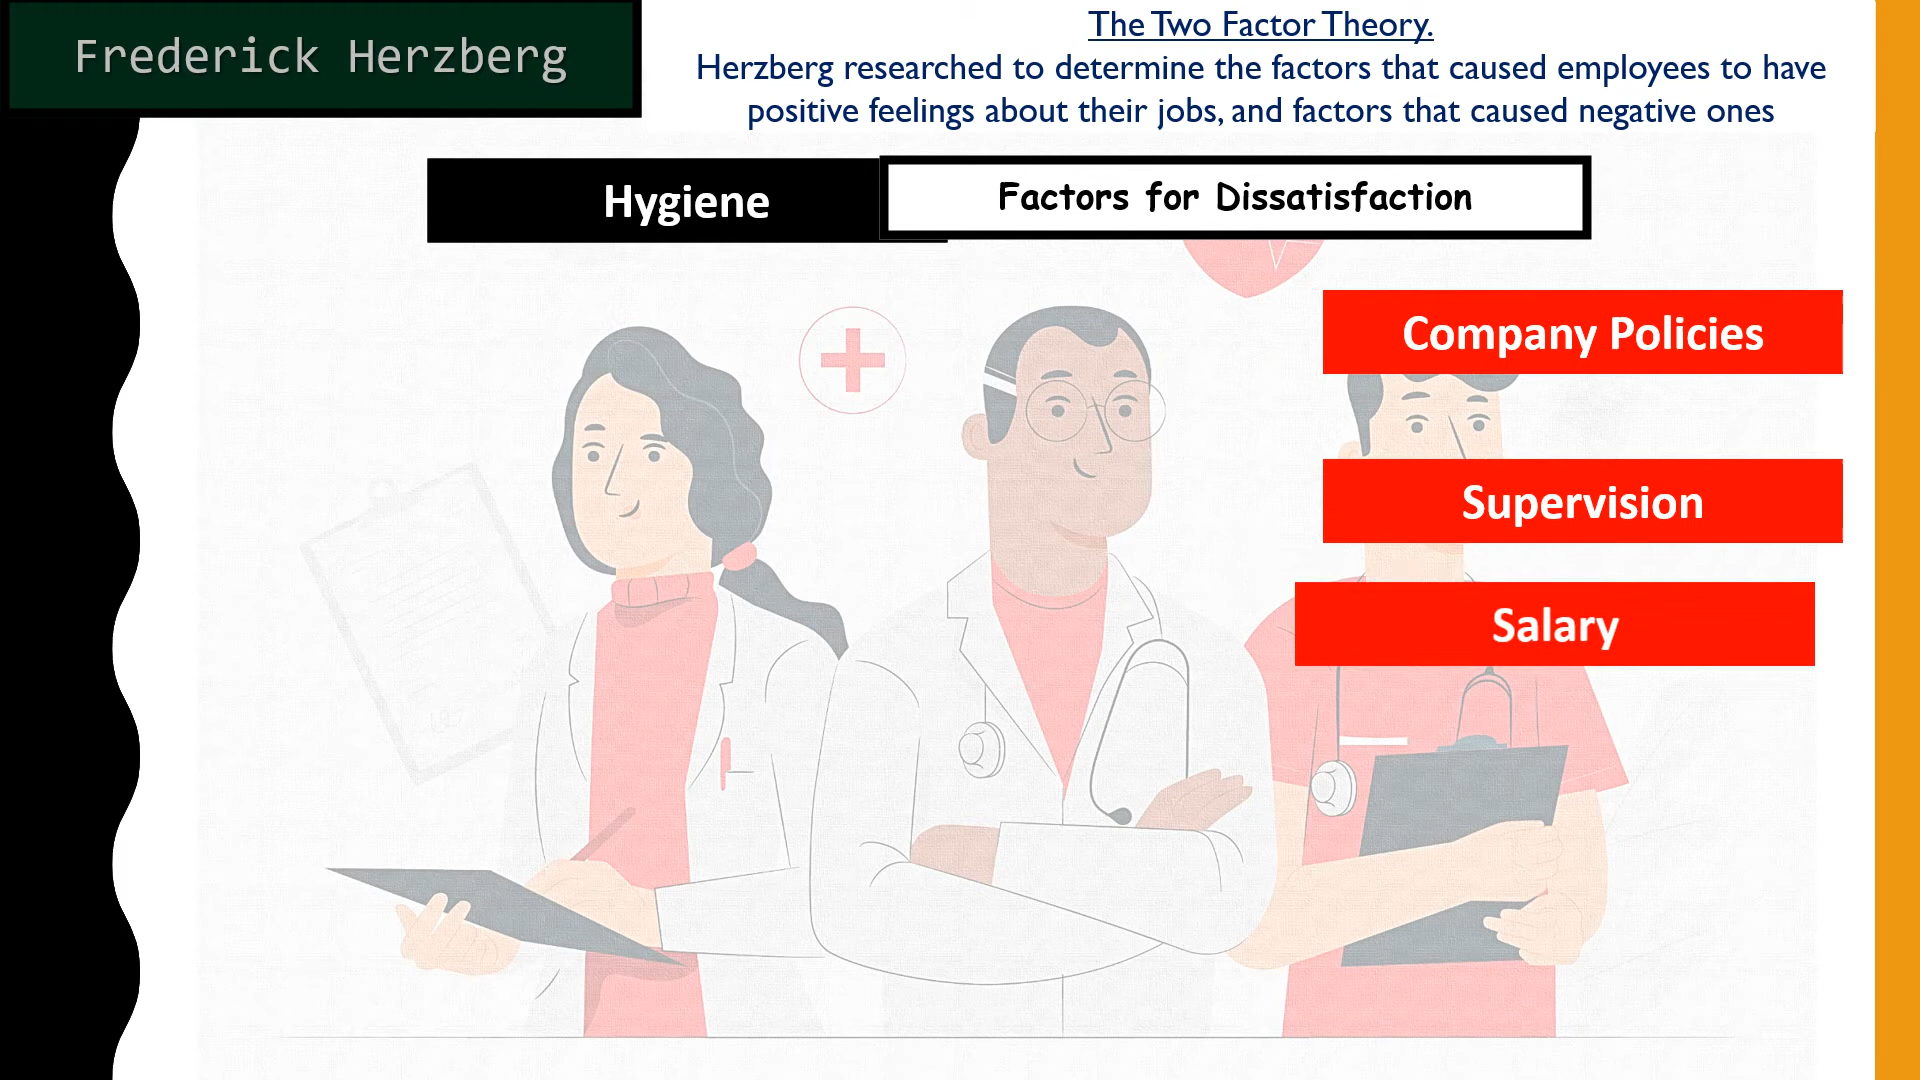 Frederick Herzberg
The Two Factor Theory.
Herzberg researched to determine the factors that caused employees to have
positive feelings about their jobs, and factors that caused negative ones
Hygiene
Factors for Dissatisfaction
Company Policies
Supervision
Salary